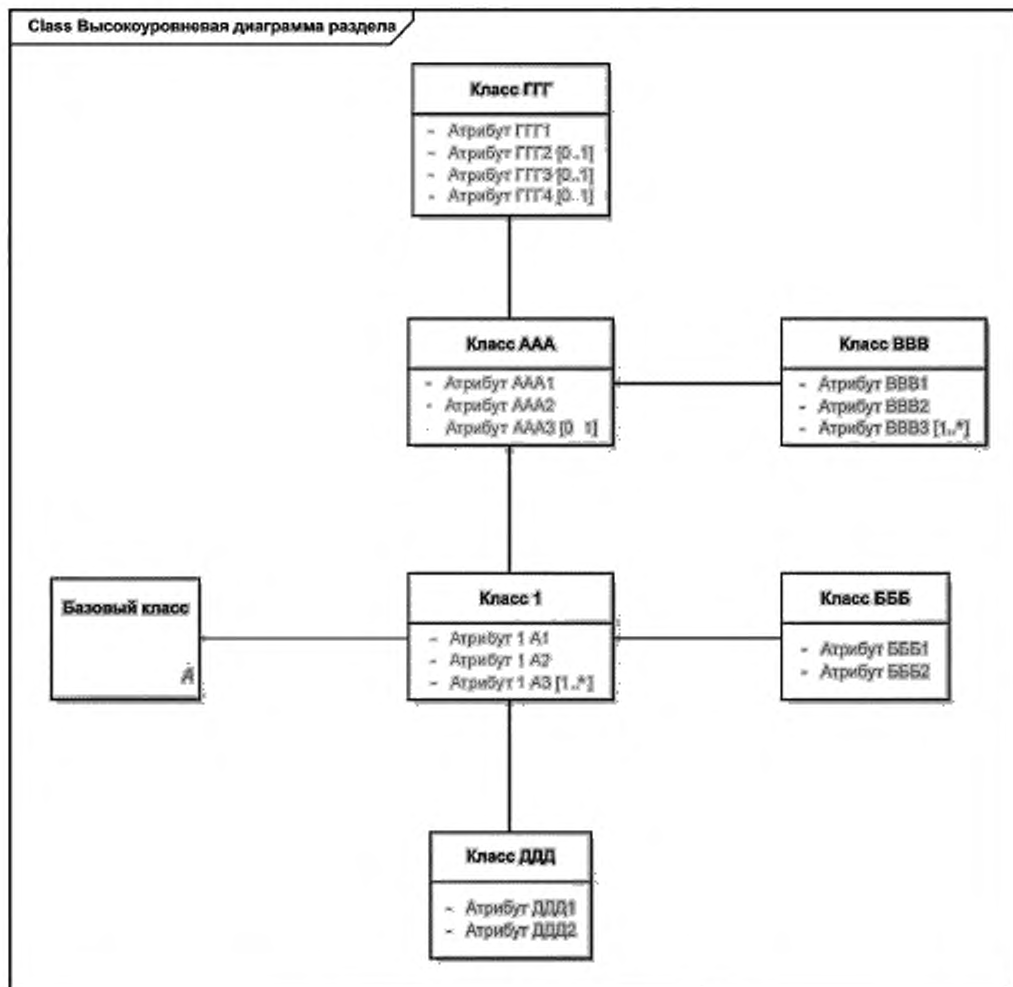 Class Высокоуровневая диаграмма раздела
Класс ГГГ
- Атрибут ГГГ1
- Атрибут ГГГ2 [0..1]
- Атрибут ГГГ3 [0..1]
- Атрибут ГГГ4 [0..1]
Класс ААА
- Атрибут ААА1
- Атрибут ААА2
- Атрибут ААА3 [0..1]
Класс ВВВ
- Атрибут ВВВ1
- Атрибут ВВВ2
- Атрибут ВВВ3 [1..*]
Базовый класс
А
Класс 1
- Атрибут 1 А1
- Атрибут 1 А2
- Атрибут 1 А3 [1..*]
Класс БББ
- Атрибут БББ1
- Атрибут БББ2
Класс ДДД
- Атрибут ДДД1
- Атрибут ДДД2